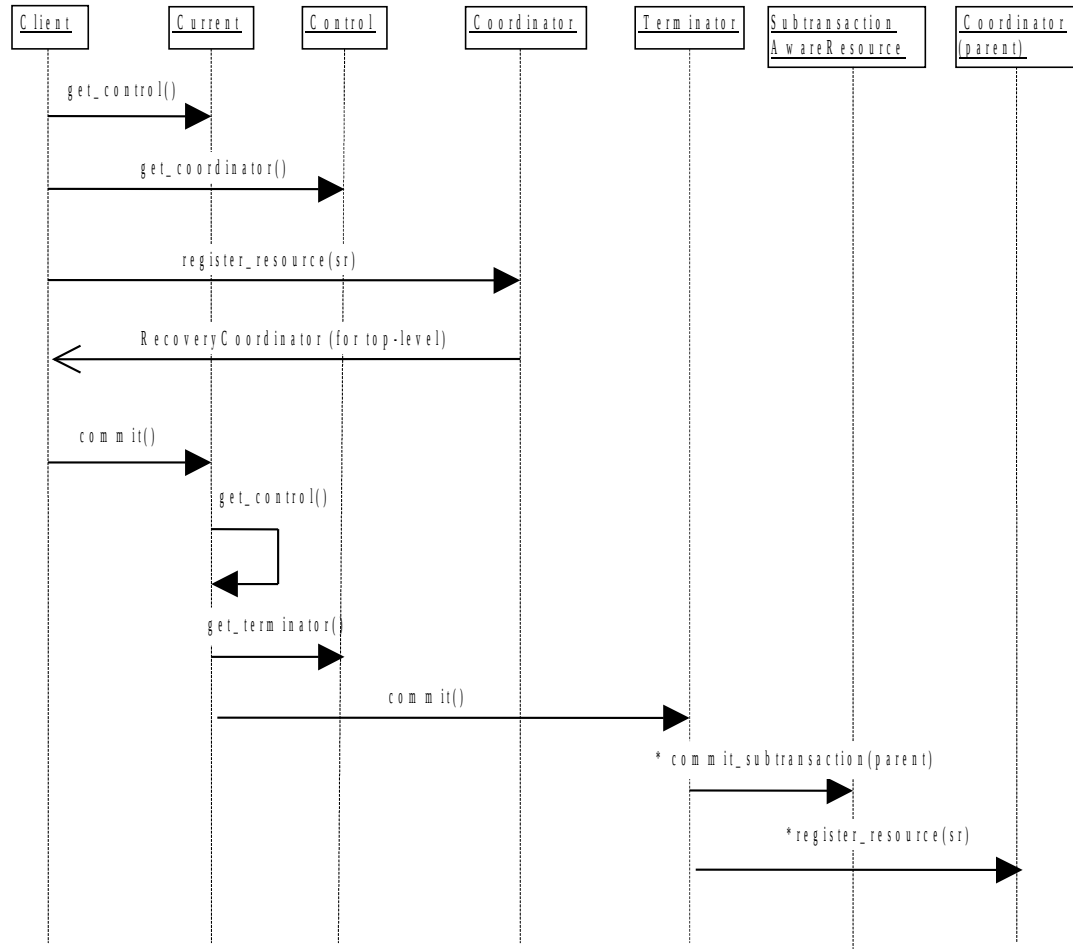 Client
Current
Control
Coordinator
Terminator
Subtransaction
AwareResource
Coordinator
(parent)
get_control()
get_coordinator()
register_resource(sr)
RecoveryCoordinator (for top-level)
commit()
get_control()
get_terminator()
commit()
* commit_subtransaction(parent)
*register_resource(sr)